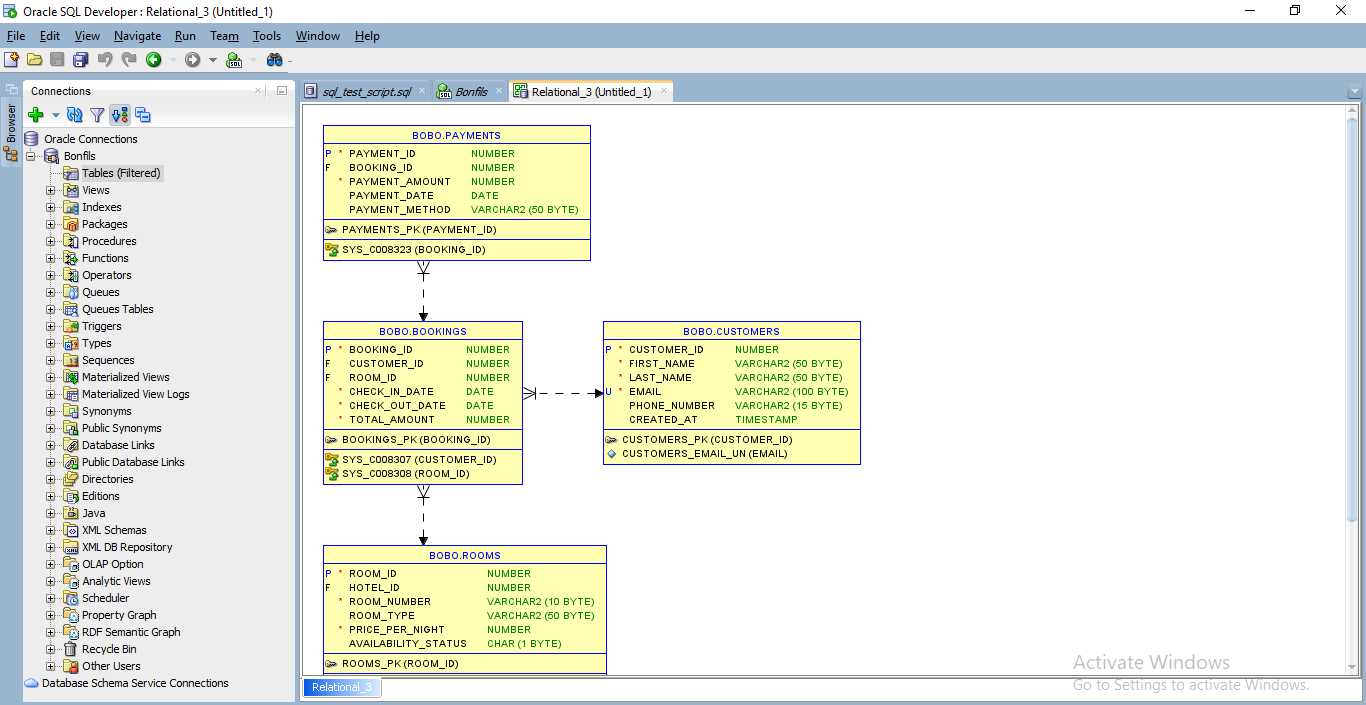 Oracle SQL Developer : Relational_3 (Untitled_1)
File Edit View Navigate Run Team Tools Window Help
Connections
sql_test_script.sql
Bonfils
Relational_3 (Untitled_1)
Browser
Oracle Connections
Bonfils
Tables (Filtered)
Views
Indexes
Packages
Procedures
Functions
Operators
Queues
Queues Tables
Triggers
Types
Sequences
Materialized Views
Materialized View Logs
Synonyms
Public Synonyms
Database Links
Public Database Links
Directories
Editions
Java
XML Schemas
XML DB Repository
OLAP Option
Analytic Views
Scheduler
Property Graph
RDF Semantic Graph
Recycle Bin
Other Users
Database Schema Service Connections
BOBO.PAYMENTS
P * PAYMENT_ID NUMBER
F BOOKING_ID NUMBER
* PAYMENT_AMOUNT NUMBER
PAYMENT_DATE DATE
PAYMENT_METHOD VARCHAR2 (50 BYTE)
PAYMENTS_PK (PAYMENT_ID)
SYS_C008323 (BOOKING_ID)
BOBO.BOOKINGS
P * BOOKING_ID NUMBER
F CUSTOMER_ID NUMBER
F ROOM_ID NUMBER
* CHECK_IN_DATE DATE
* CHECK_OUT_DATE DATE
* TOTAL_AMOUNT NUMBER
BOOKINGS_PK (BOOKING_ID)
SYS_C008307 (CUSTOMER_ID)
SYS_C008308 (ROOM_ID)
BOBO.CUSTOMERS
P * CUSTOMER_ID NUMBER
* FIRST_NAME VARCHAR2 (50 BYTE)
* LAST_NAME VARCHAR2 (50 BYTE)
U * EMAIL VARCHAR2 (100 BYTE)
PHONE_NUMBER VARCHAR2 (15 BYTE)
CREATED_AT TIMESTAMP
CUSTOMERS_PK (CUSTOMER_ID)
CUSTOMERS_EMAIL_UN (EMAIL)
BOBO.ROOMS
P * ROOM_ID NUMBER
F HOTEL_ID NUMBER
* ROOM_NUMBER VARCHAR2 (10 BYTE)
ROOM_TYPE VARCHAR2 (50 BYTE)
* PRICE_PER_NIGHT NUMBER
AVAILABILITY_STATUS CHAR (1 BYTE)
ROOMS_PK (ROOM_ID)
Relational_3
Activate Windows
Go to Settings to activate Windows.